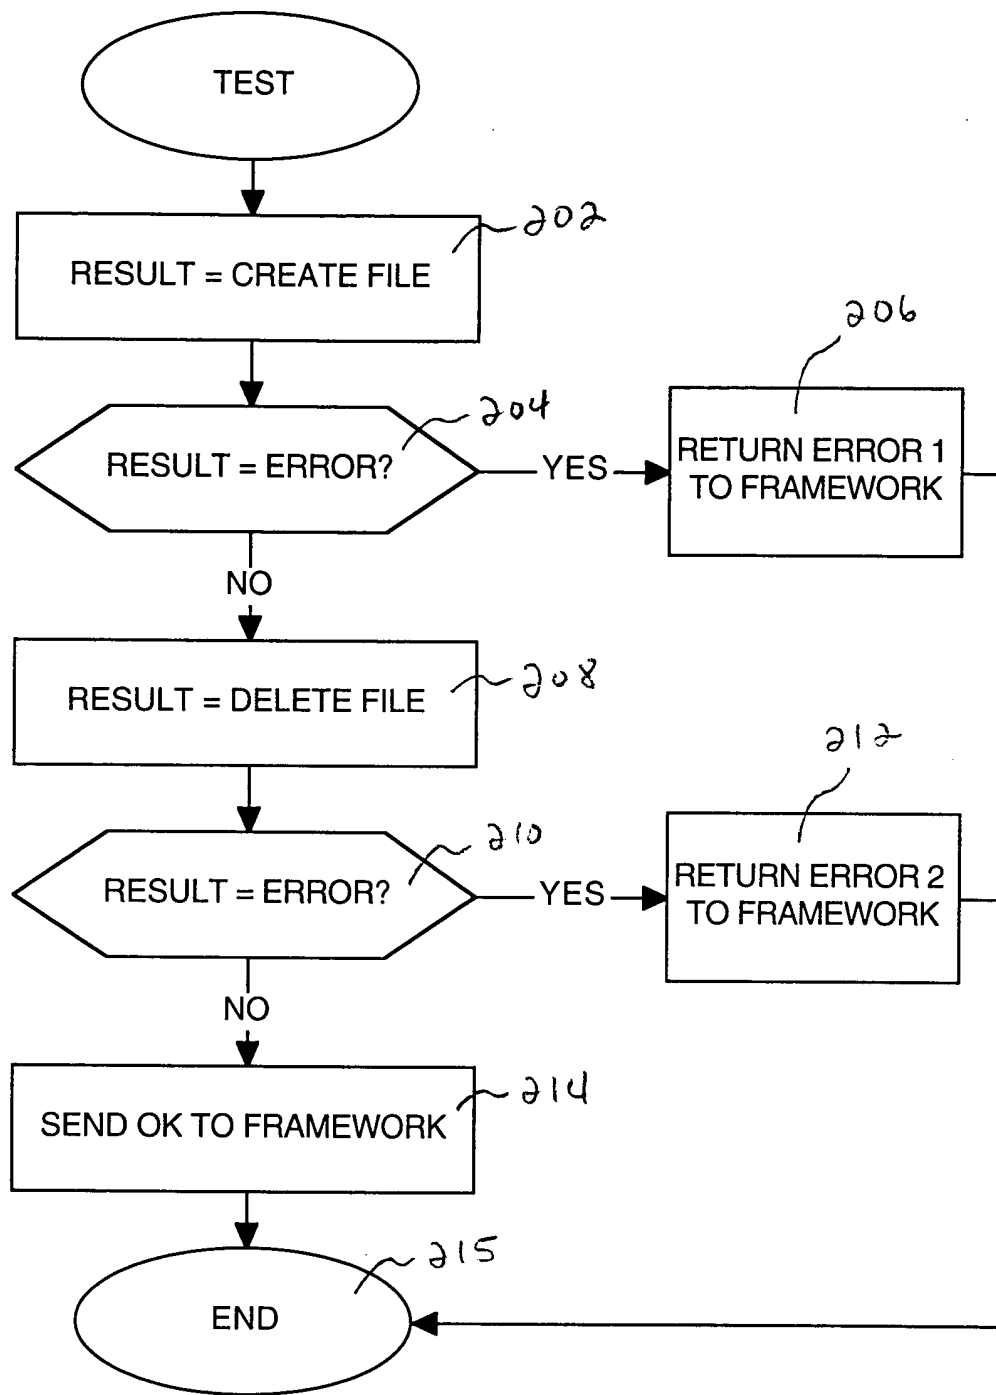 TEST
202
RESULT = CREATE FILE
206
204
RESULT = ERROR?
YES
RETURN ERROR 1
TO FRAMEWORK
NO
208
RESULT = DELETE FILE
212
210
RESULT = ERROR?
YES
RETURN ERROR 2
TO FRAMEWORK
NO
214
SEND OK TO FRAMEWORK
215
END